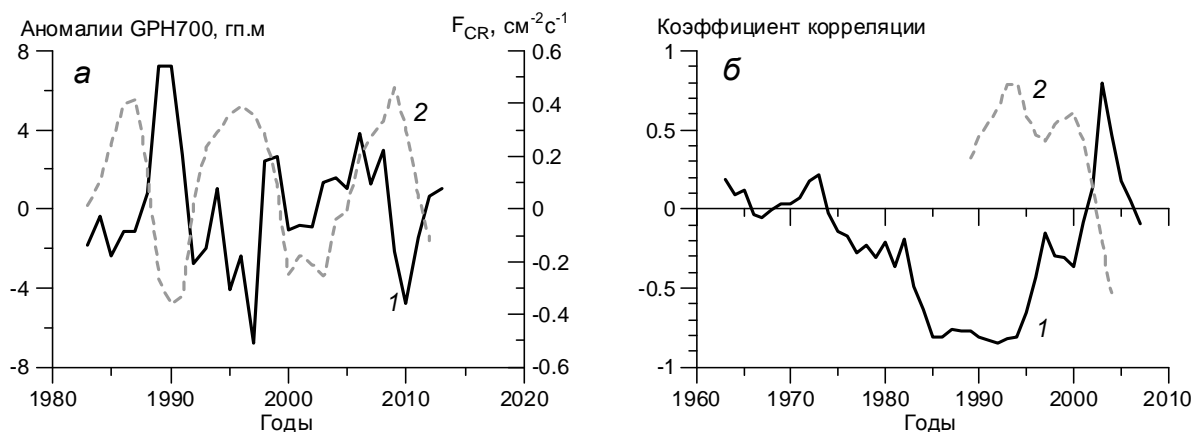 Аномалии GPH700, гп.м
F_CR, см⁻²с⁻¹
8
4
0
-4
-8
0.6
0.4
0.2
0
-0.2
-0.4
-0.6
а
2
1
1980 1990 2000 2010 2020
Годы
Коэффициент корреляции
1
0.5
0
-0.5
-1
б
2
1
1960 1970 1980 1990 2000 2010
Годы